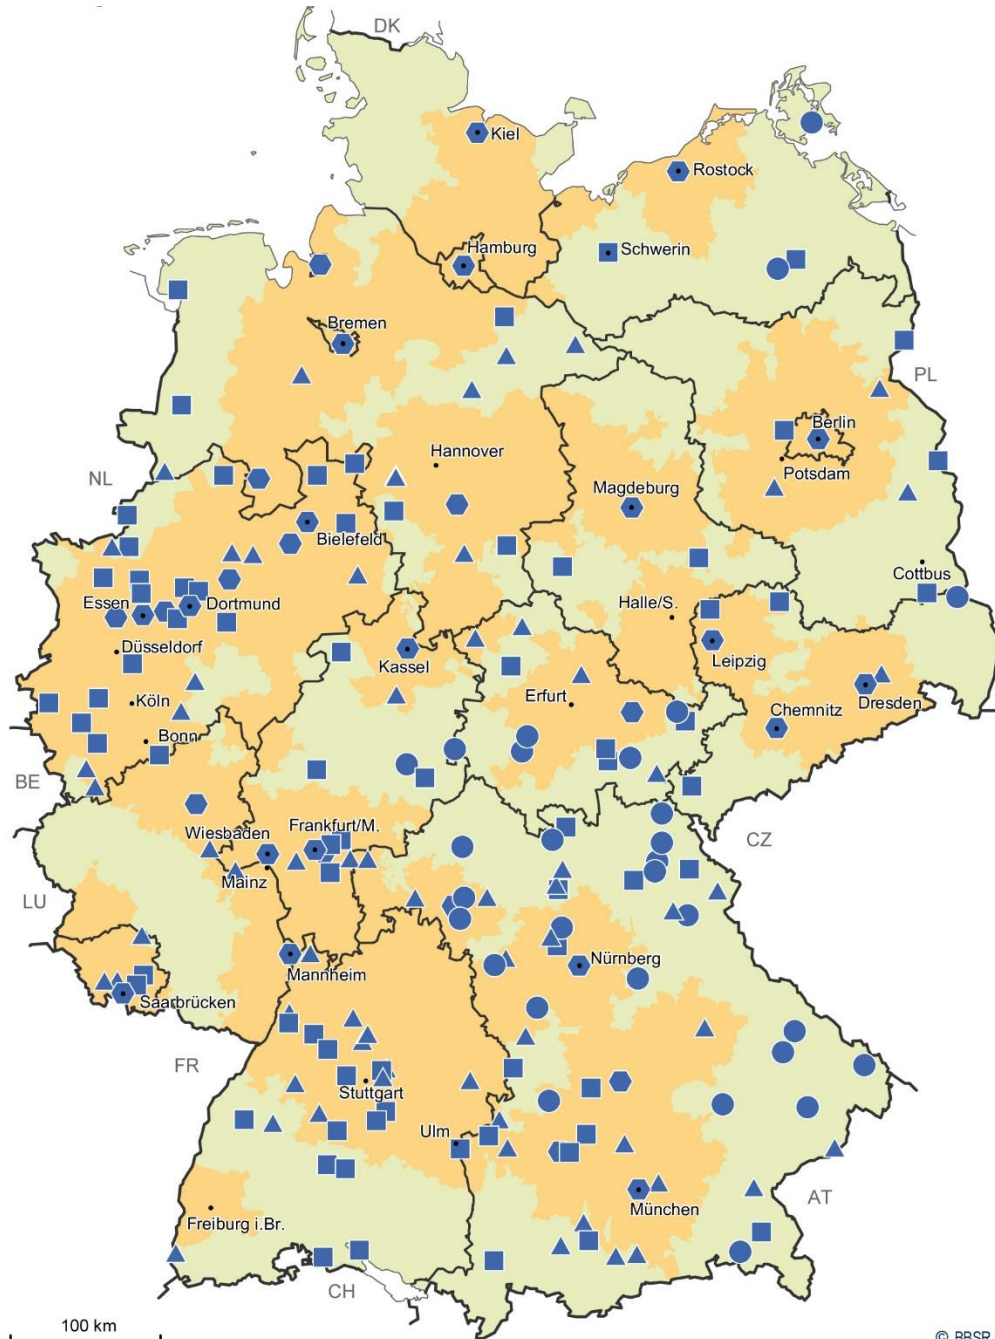 DK
Kiel
Rostock
Hamburg
Schwerin
Bremen
PL
Berlin
Hannover
Potsdam
NL
Magdeburg
Bielefeld
Cottbus
Essen
Dortmund
Halle/S.
Düsseldorf
Leipzig
Kassel
Köln
Erfurt
Dresden
Chemnitz
Bonn
BE
Wiesbaden
Frankfurt/M.
CZ
Mainz
LU
Nürnberg
Mannheim
Saarbrücken
FR
Stuttgart
Ulm
AT
München
Freiburg i.Br.
CH
100 km
© BBSR